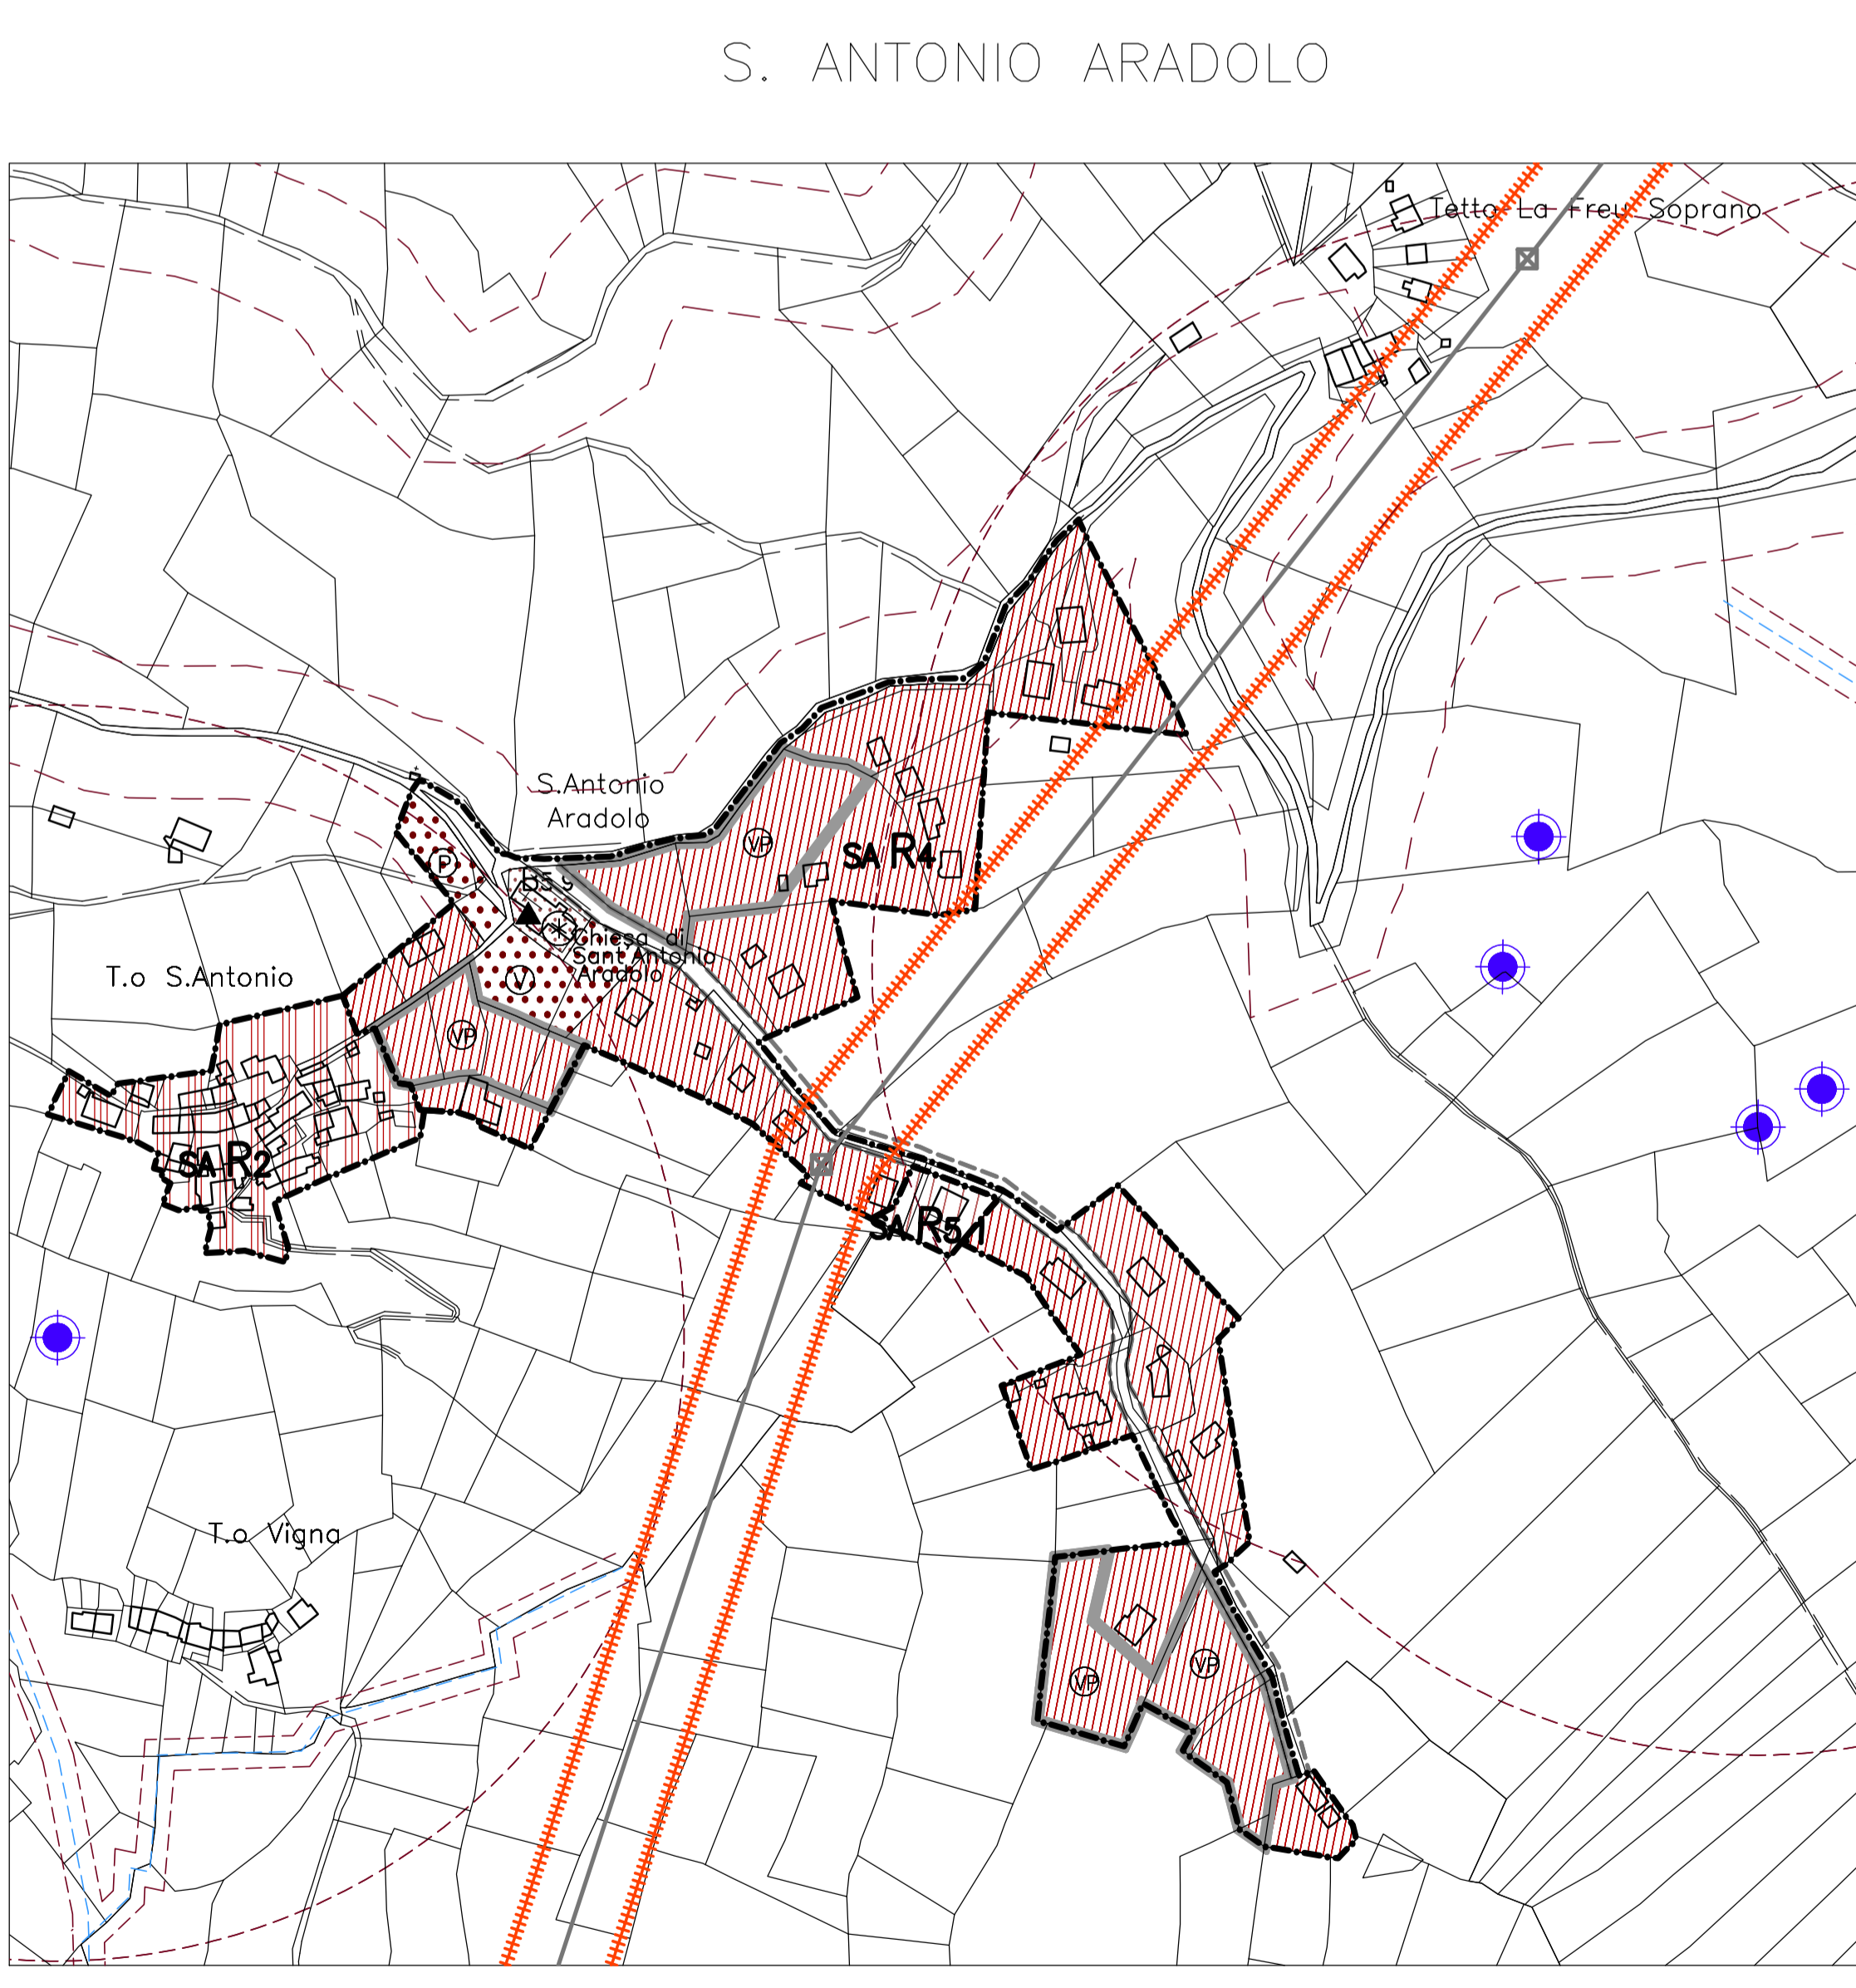 S. ANTONIO ARADOLO
Tetto La Freu Soprano
S.Antonio
Aradolo
VP
SA R4
P
B5 9
Chiesa di
Sant'Antonio
Aradolo
V
T.o S.Antonio
VP
SA R2
SA R5.1
T.o Vigna
VP
VP